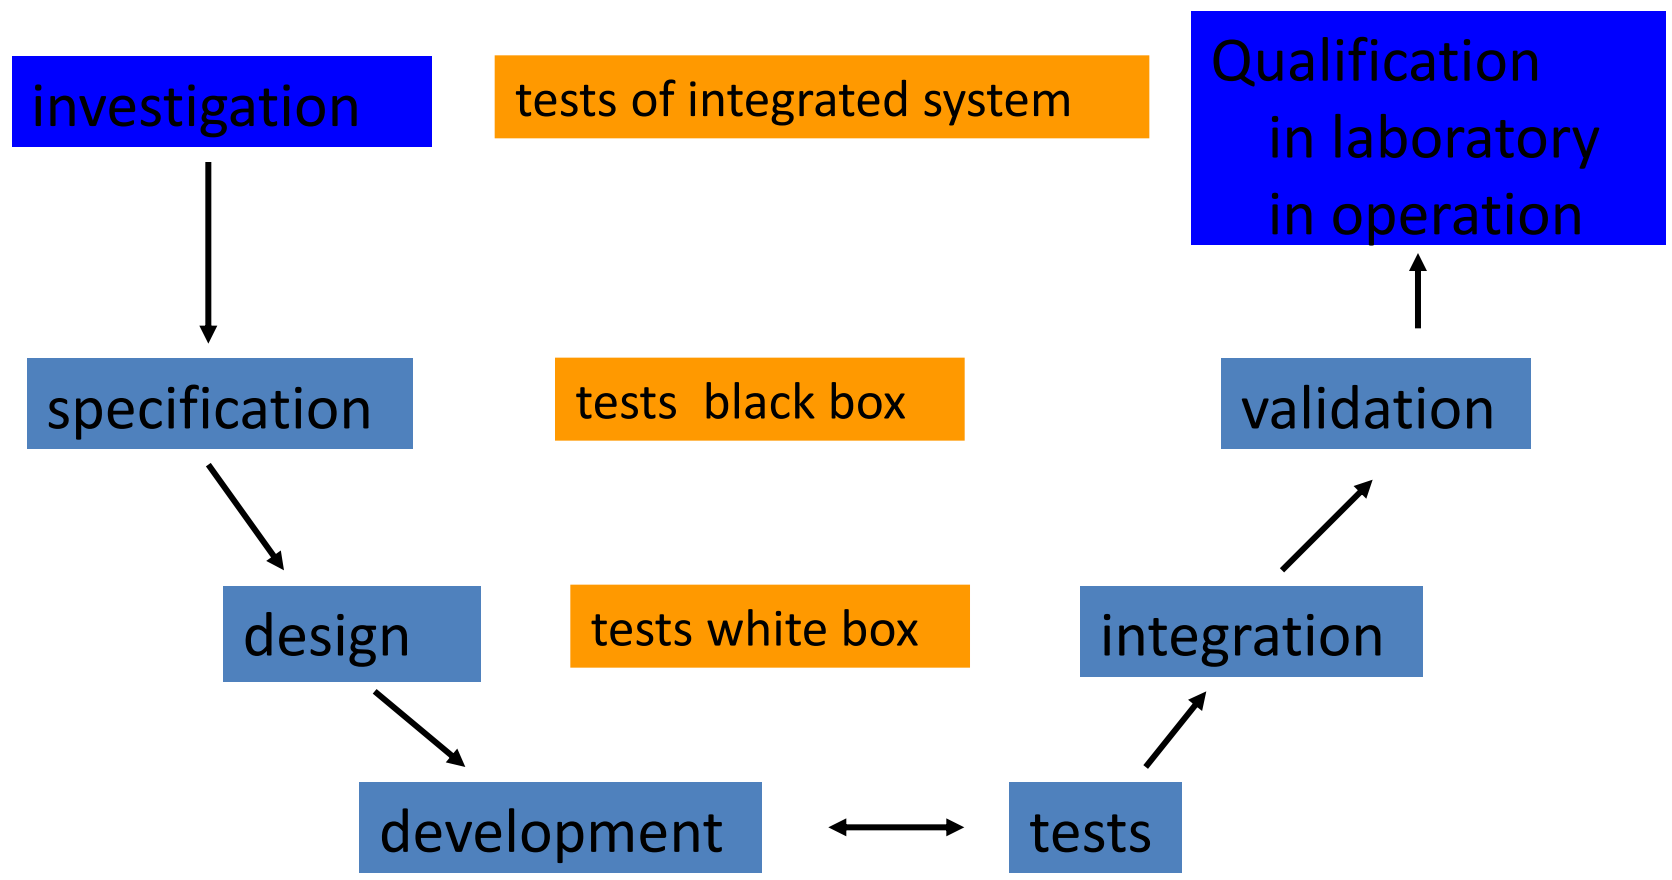 investigation
tests of integrated system
Qualification
in laboratory
in operation
specification
tests  black box
validation
design
tests white box
integration
development
tests